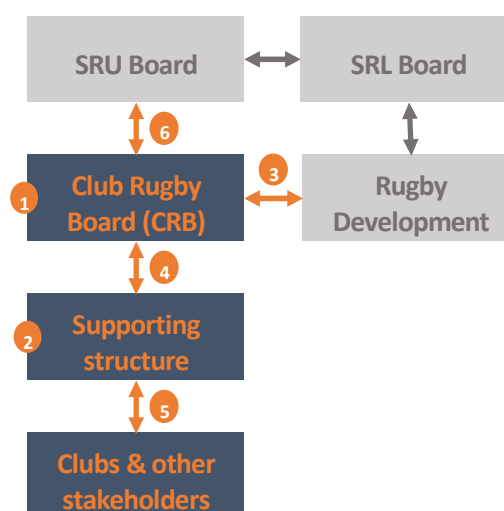 SRU Board
SRL Board
6
1
Club Rugby
Board (CRB)
3
Rugby
Development
4
2
Supporting
structure
5
Clubs & other
stakeholders